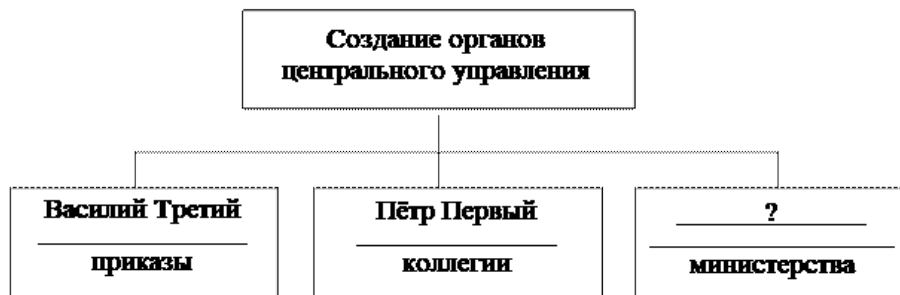 Создание органов
центрального управления
Василий Третий
приказы
Пётр Первый
коллегии
?
министерства